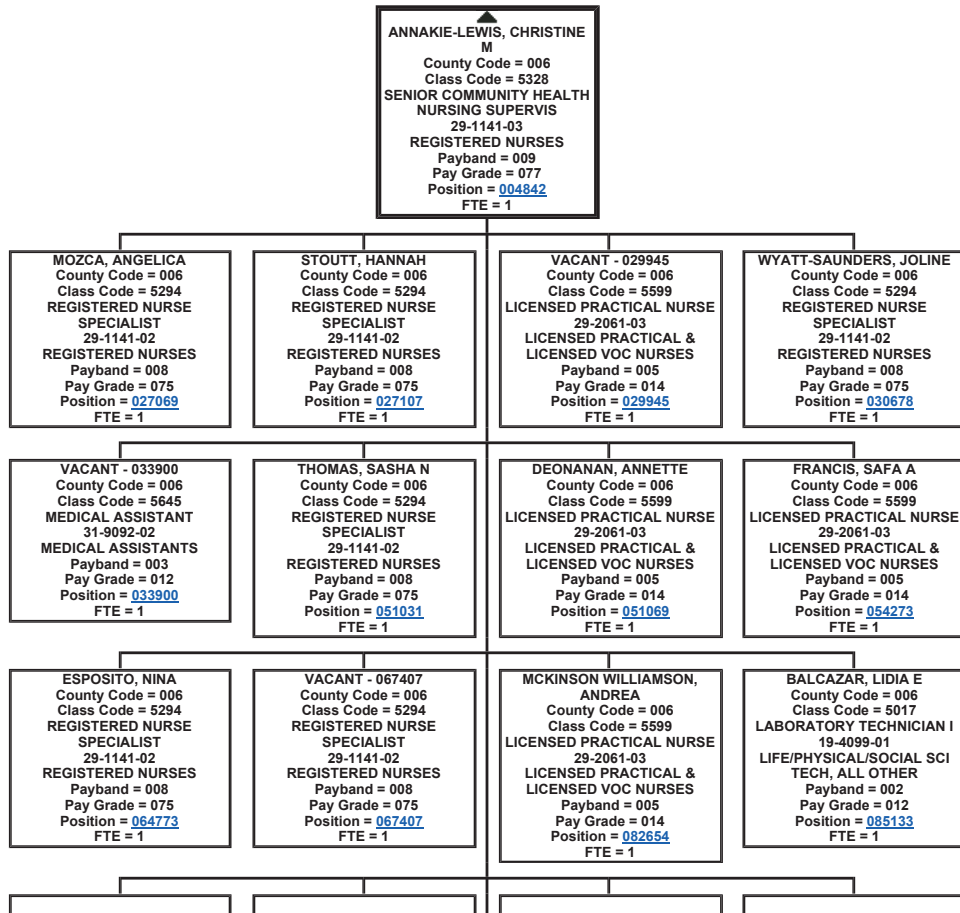 ANNAKIE-LEWIS, CHRISTINE
M
County Code = 006
Class Code = 5328
SENIOR COMMUNITY HEALTH
NURSING SUPERVIS
29-1141-03
REGISTERED NURSES
Payband = 009
Pay Grade = 077
Position = 004842
FTE = 1
MOZCA, ANGELICA
County Code = 006
Class Code = 5294
REGISTERED NURSE
SPECIALIST
29-1141-02
REGISTERED NURSES
Payband = 008
Pay Grade = 075
Position = 027069
FTE = 1
STOUTT, HANNAH
County Code = 006
Class Code = 5294
REGISTERED NURSE
SPECIALIST
29-1141-02
REGISTERED NURSES
Payband = 008
Pay Grade = 075
Position = 027107
FTE = 1
VACANT - 029945
County Code = 006
Class Code = 5599
LICENSED PRACTICAL NURSE
29-2061-03
LICENSED PRACTICAL &
LICENSED VOC NURSES
Payband = 005
Pay Grade = 014
Position = 029945
FTE = 1
WYATT-SAUNDERS, JOLINE
County Code = 006
Class Code = 5294
REGISTERED NURSE
SPECIALIST
29-1141-02
REGISTERED NURSES
Payband = 008
Pay Grade = 075
Position = 030678
FTE = 1
VACANT - 033900
County Code = 006
Class Code = 5645
MEDICAL ASSISTANT
31-9092-02
MEDICAL ASSISTANTS
Payband = 003
Pay Grade = 012
Position = 033900
FTE = 1
THOMAS, SASHA N
County Code = 006
Class Code = 5294
REGISTERED NURSE
SPECIALIST
29-1141-02
REGISTERED NURSES
Payband = 008
Pay Grade = 075
Position = 051031
FTE = 1
DEONANAN, ANNETTE
County Code = 006
Class Code = 5599
LICENSED PRACTICAL NURSE
29-2061-03
LICENSED PRACTICAL &
LICENSED VOC NURSES
Payband = 005
Pay Grade = 014
Position = 051069
FTE = 1
FRANCIS, SAFA A
County Code = 006
Class Code = 5599
LICENSED PRACTICAL NURSE
29-2061-03
LICENSED PRACTICAL &
LICENSED VOC NURSES
Payband = 005
Pay Grade = 014
Position = 054273
FTE = 1
ESPOSITO, NINA
County Code = 006
Class Code = 5294
REGISTERED NURSE
SPECIALIST
29-1141-02
REGISTERED NURSES
Payband = 008
Pay Grade = 075
Position = 064773
FTE = 1
VACANT - 067407
County Code = 006
Class Code = 5294
REGISTERED NURSE
SPECIALIST
29-1141-02
REGISTERED NURSES
Payband = 008
Pay Grade = 075
Position = 067407
FTE = 1
MCKINSON WILLIAMSON,
ANDREA
County Code = 006
Class Code = 5599
LICENSED PRACTICAL NURSE
29-2061-03
LICENSED PRACTICAL &
LICENSED VOC NURSES
Payband = 005
Pay Grade = 014
Position = 082654
FTE = 1
BALCAZAR, LIDIA E
County Code = 006
Class Code = 5017
LABORATORY TECHNICIAN I
19-4099-01
LIFE/PHYSICAL/SOCIAL SCI
TECH, ALL OTHER
Payband = 002
Pay Grade = 012
Position = 085133
FTE = 1